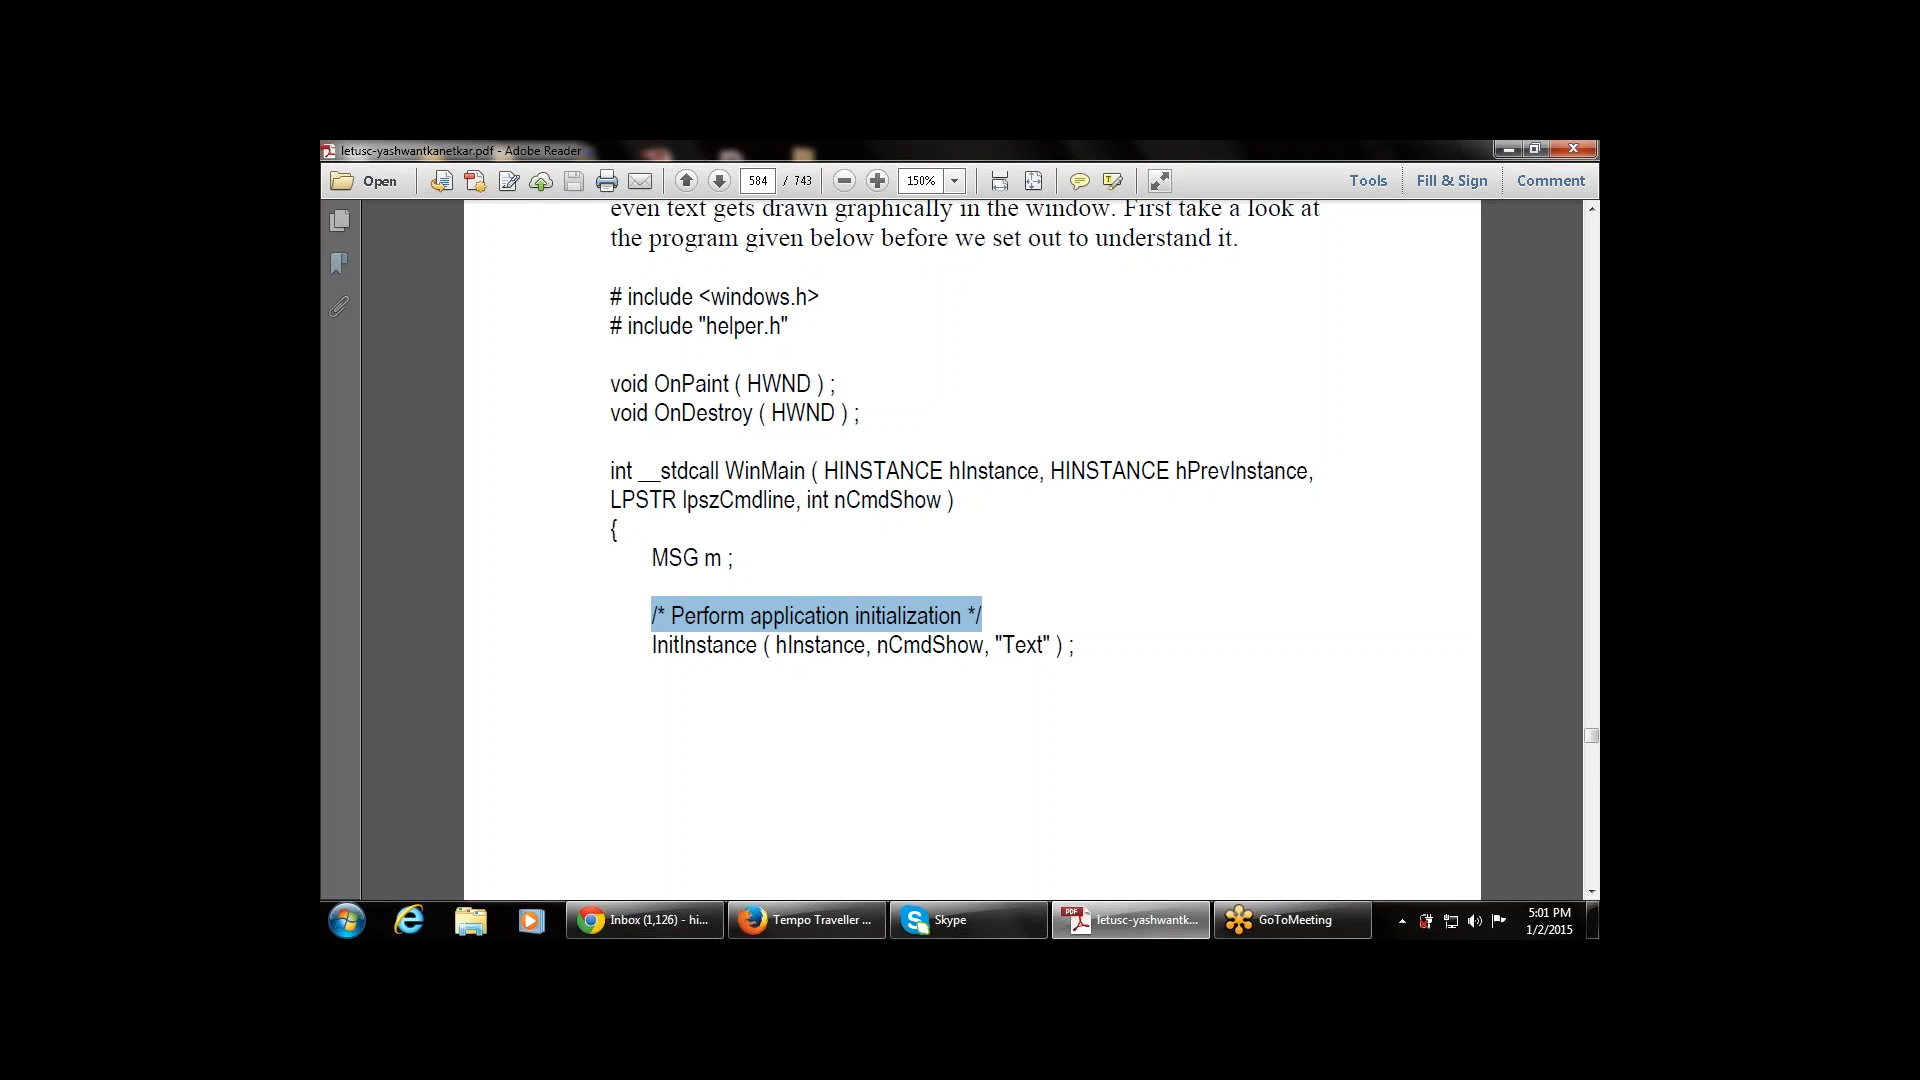 letusc-yashwantkanetkar.pdf - Adobe Reader
Open
584 / 743
150%
Tools
Fill & Sign
Comment
even text gets drawn graphically in the window. First take a look at
the program given below before we set out to understand it.
# include <windows.h>
# include "helper.h"
void OnPaint ( HWND ) ;
void OnDestroy ( HWND ) ;
int __stdcall WinMain ( HINSTANCE hInstance, HINSTANCE hPrevInstance,
LPSTR lpszCmdline, int nCmdShow )
{
MSG m ;
/* Perform application initialization */
InitInstance ( hInstance, nCmdShow, "Text" ) ;
Inbox (1,126) - hi...
Tempo Traveller ...
Skype
PDF
letusc-yashwantk...
GoToMeeting
5:01 PM
1/2/2015